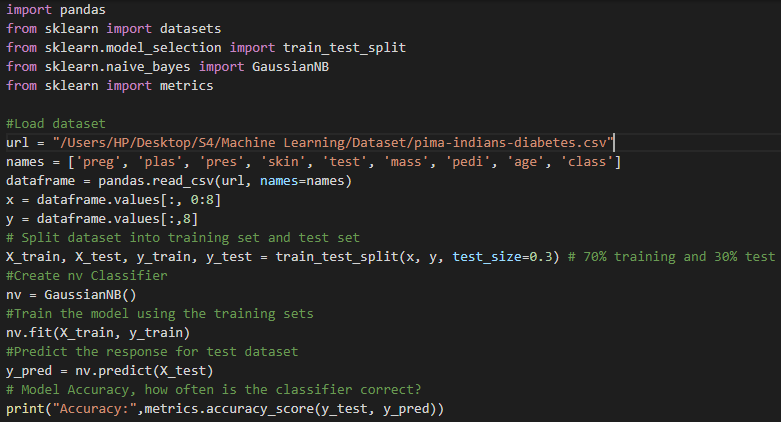 import pandas
from sklearn import datasets
from sklearn.model_selection import train_test_split
from sklearn.naive_bayes import GaussianNB
from sklearn import metrics
#Load dataset
url = "/Users/HP/Desktop/S4/Machine Learning/Dataset/pima-indians-diabetes.csv"
names = ['preg', 'plas', 'pres', 'skin', 'test', 'mass', 'pedi', 'age', 'class']
dataframe = pandas.read_csv(url, names=names)
x = dataframe.values[:, 0:8]
y = dataframe.values[:,8]
# Split dataset into training set and test set
X_train, X_test, y_train, y_test = train_test_split(x, y, test_size=0.3) # 70% training and 30% test
#Create nv Classifier
nv = GaussianNB()
#Train the model using the training sets
nv.fit(X_train, y_train)
#Predict the response for test dataset
y_pred = nv.predict(X_test)
# Model Accuracy, how often is the classifier correct?
print("Accuracy:",metrics.accuracy_score(y_test, y_pred))